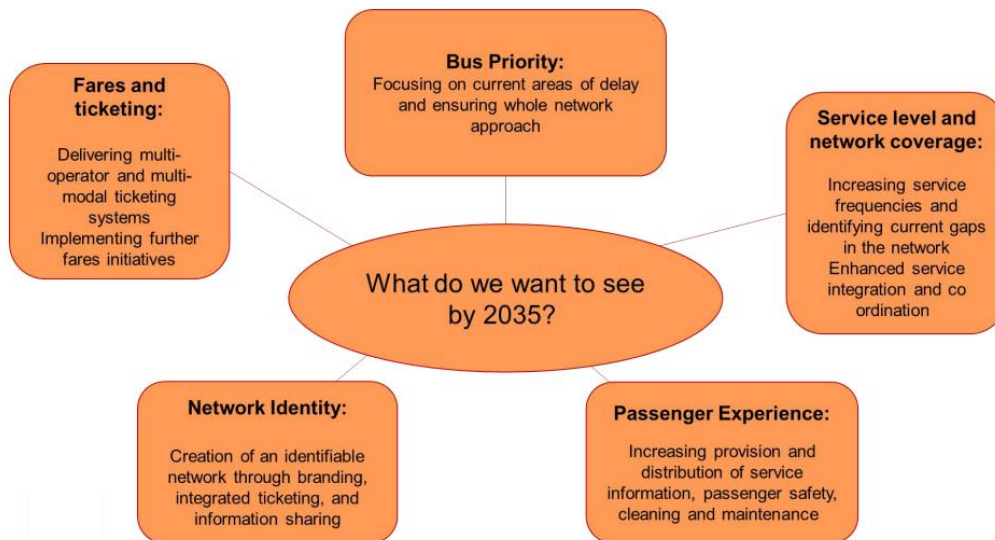 Bus Priority:
Focusing on current areas of delay
and ensuring whole network
approach
Fares and
ticketing:
Delivering multi-
operator and multi-
modal ticketing
systems
Implementing further
fares initiatives
Service level and
network coverage:
Increasing service
frequencies and
identifying current gaps
in the network
Enhanced service
integration and co
ordination
What do we want to see
by 2035?
Network Identity:
Creation of an identifiable
network through branding,
integrated ticketing, and
information sharing
Passenger Experience:
Increasing provision and
distribution of service
information, passenger safety,
cleaning and maintenance